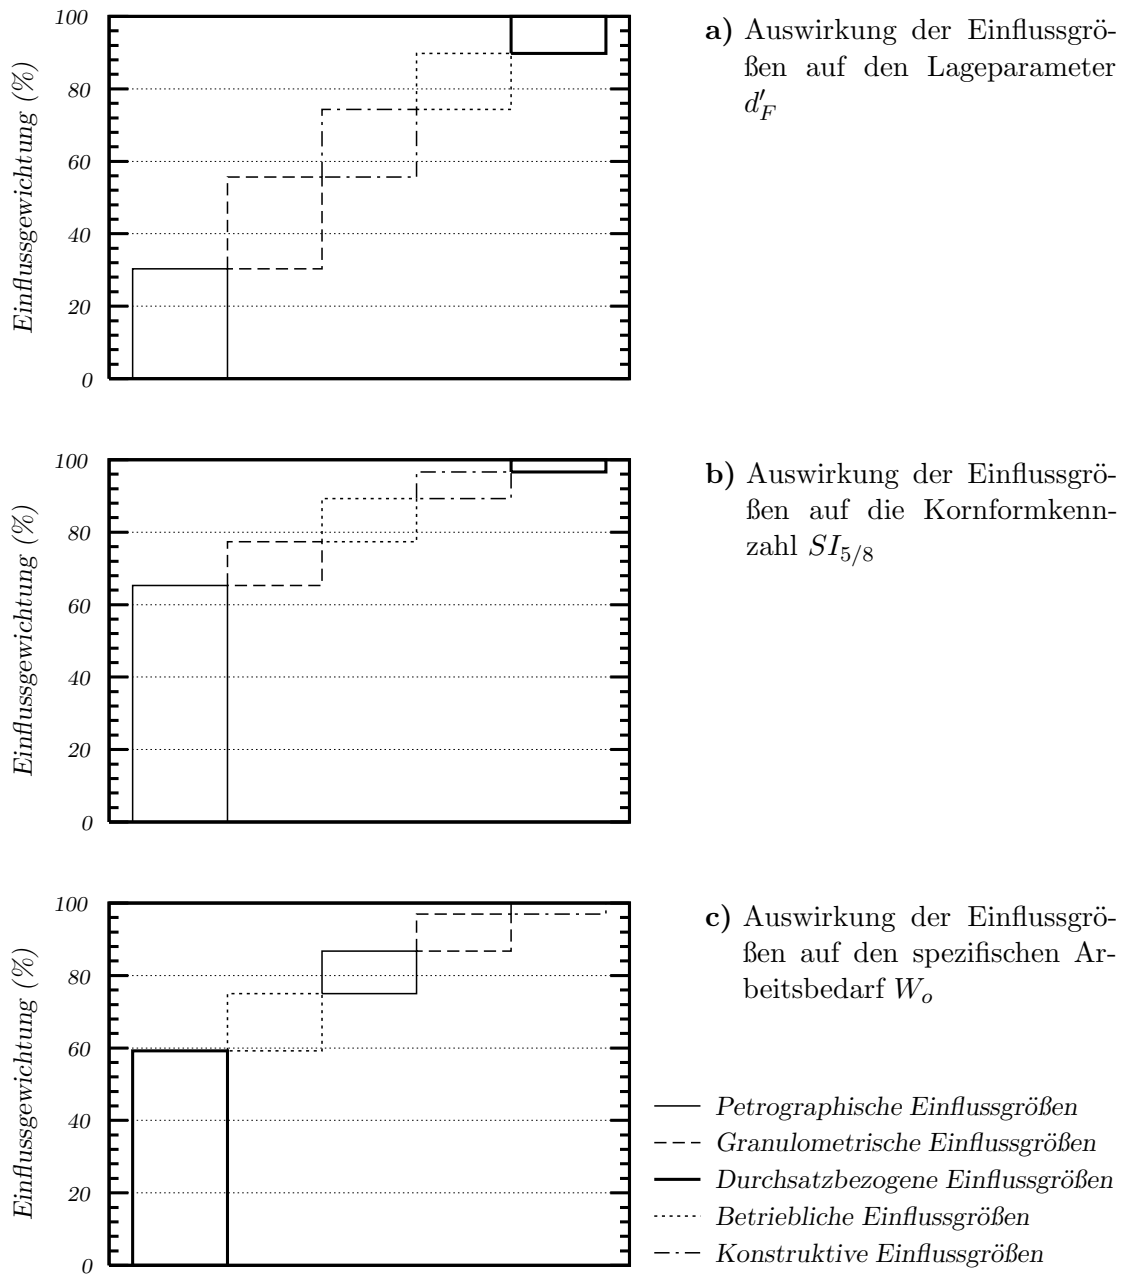 100
80
60
40
20
0
Einflussgewichtung (%)
a) Auswirkung der Einflussgrö-
ßen auf den Lageparameter
d′F
100
80
60
40
20
0
Einflussgewichtung (%)
b) Auswirkung der Einflussgrö-
ßen auf die Kornformkenn-
zahl SI5/8
100
80
60
40
20
0
Einflussgewichtung (%)
c) Auswirkung der Einflussgrö-
ßen auf den spezifischen Ar-
beitsbedarf Wo
Petrographische Einflussgrößen
Granulometrische Einflussgrößen
Durchsatzbezogene Einflussgrößen
Betriebliche Einflussgrößen
Konstruktive Einflussgrößen